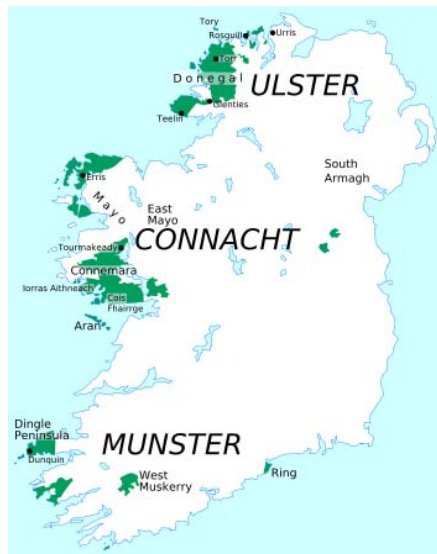 Tory
Rosguill
Urris
Torr
Donegal
ULSTER
Glenties
Teelin
South
Armagh
Erris
Mayo
East
Mayo
CONNACHT
Tourmakeady
Connemara
Iorras Aithneach
Cois
Fhairrge
Aran
Dingle
Peninsula
MUNSTER
Dunquin
West
Muskerry
Ring